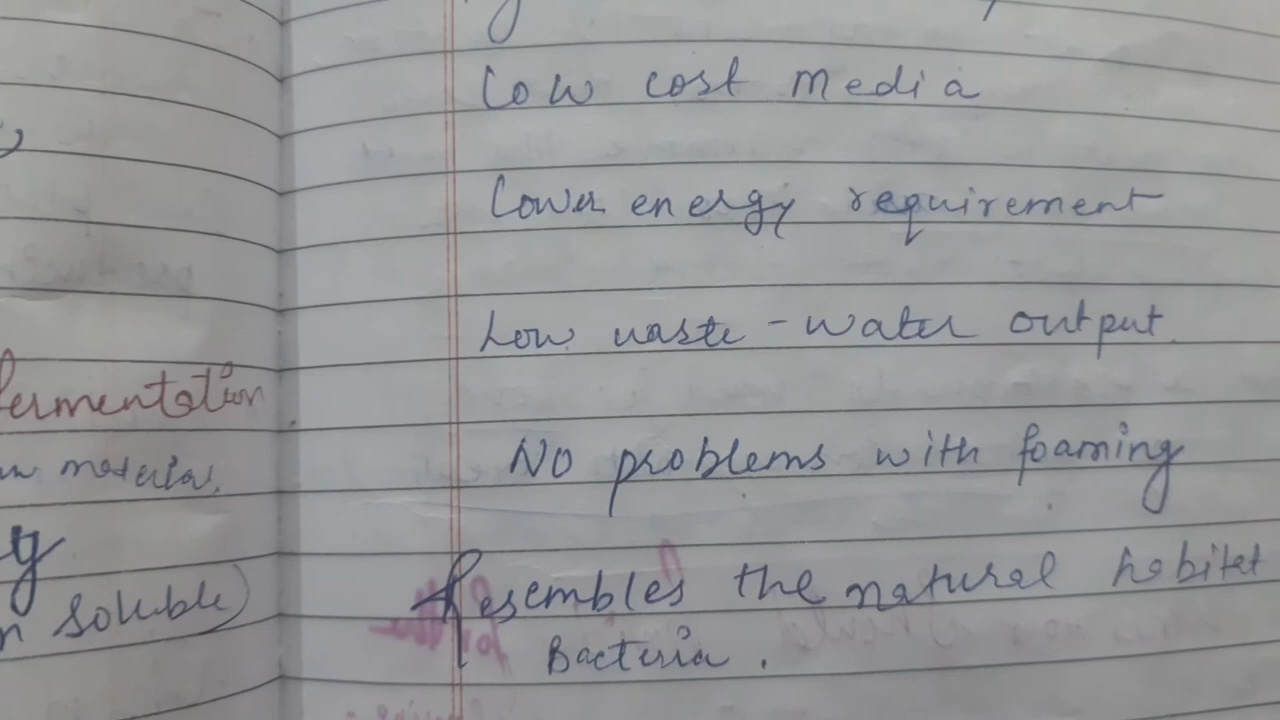 Low cost media
Lower energy requirement
Low waste-water output.
No problems with foaming
Resembles the natural habitat
Bacteria.
fermentation
soluble)